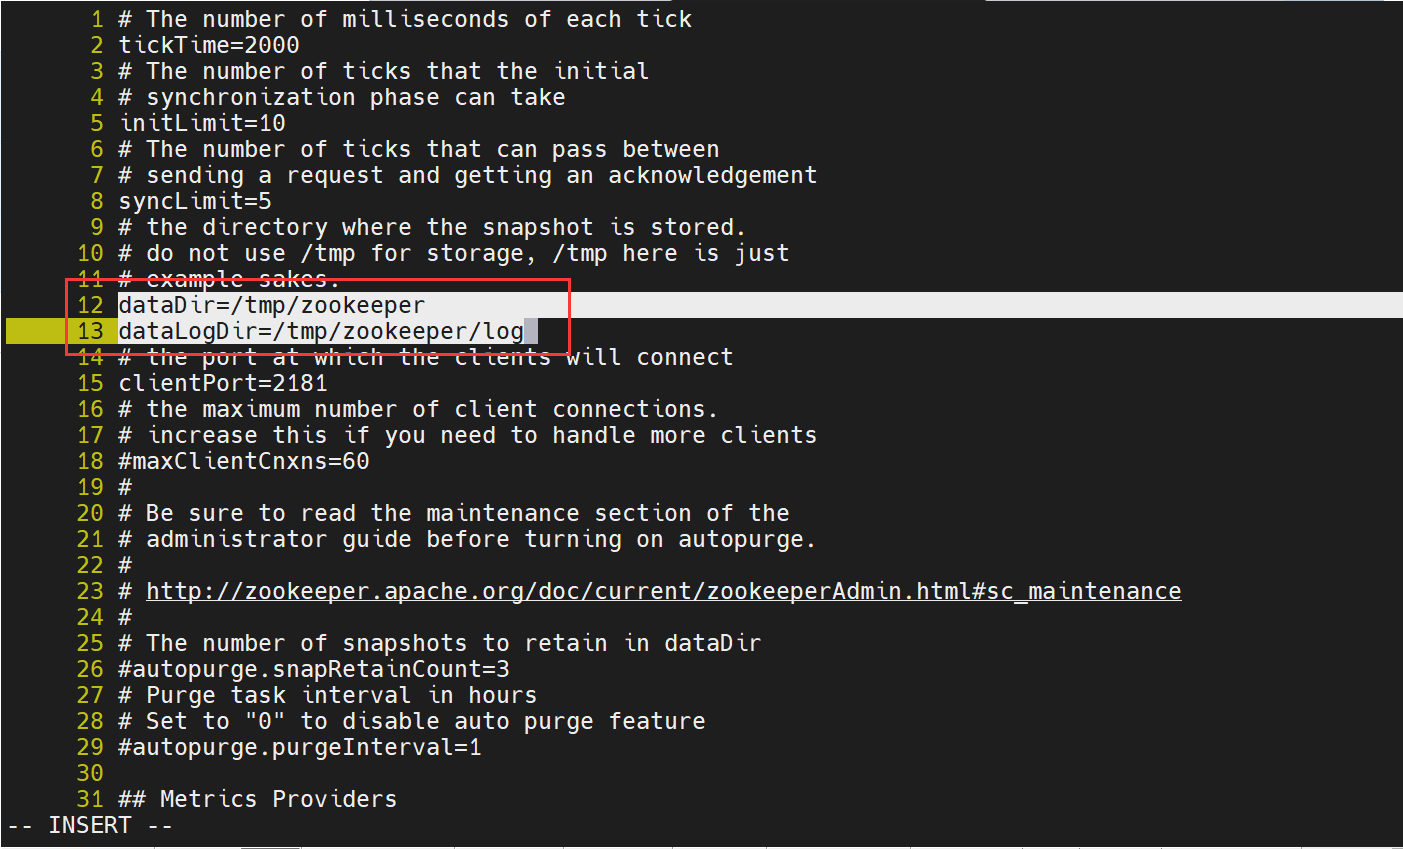 1 # The number of milliseconds of each tick
2 tickTime=2000
3 # The number of ticks that the initial
4 # synchronization phase can take
5 initLimit=10
6 # The number of ticks that can pass between
7 # sending a request and getting an acknowledgement
8 syncLimit=5
9 # the directory where the snapshot is stored.
10 # do not use /tmp for storage, /tmp here is just
11 # example sakes.
12 dataDir=/tmp/zookeeper
13 dataLogDir=/tmp/zookeeper/log
14 # the port at which the clients will connect
15 clientPort=2181
16 # the maximum number of client connections.
17 # increase this if you need to handle more clients
18 #maxClientCnxns=60
19 #
20 # Be sure to read the maintenance section of the
21 # administrator guide before turning on autopurge.
22 #
23 # http://zookeeper.apache.org/doc/current/zookeeperAdmin.html#sc_maintenance
24 #
25 # The number of snapshots to retain in dataDir
26 #autopurge.snapRetainCount=3
27 # Purge task interval in hours
28 # Set to "0" to disable auto purge feature
29 #autopurge.purgeInterval=1
30
31 ## Metrics Providers
-- INSERT --